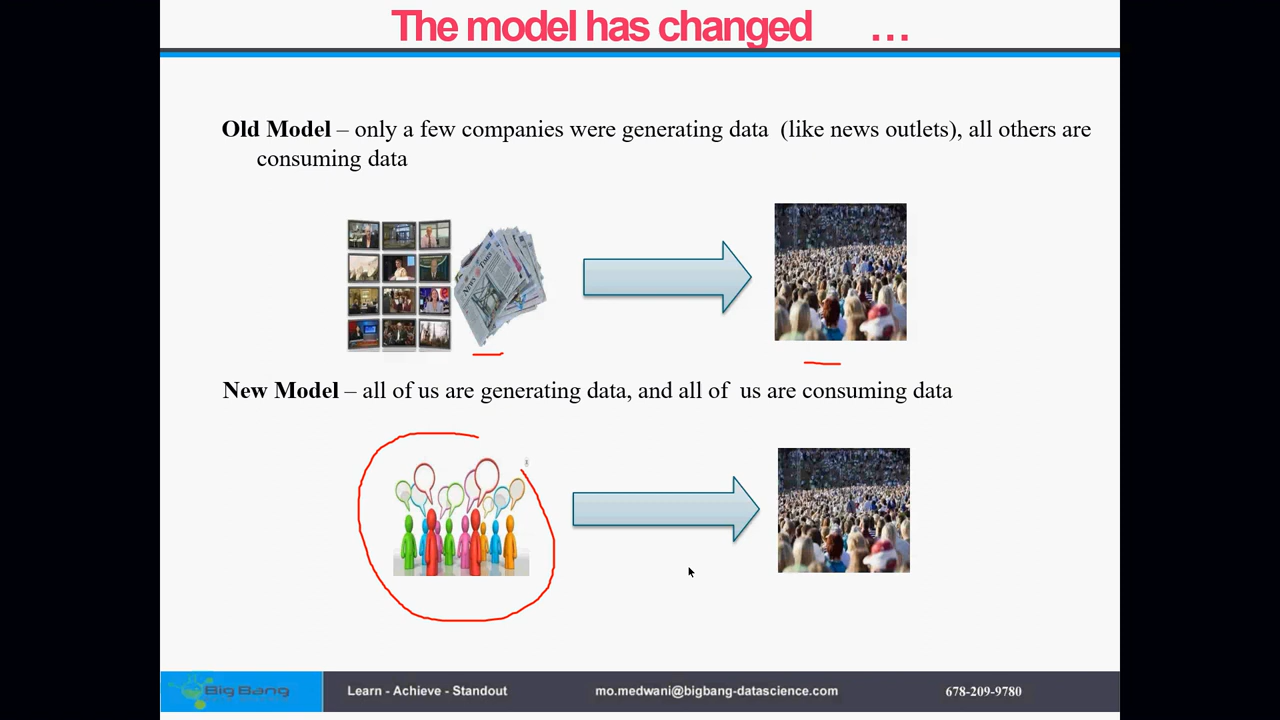 The model has changed ...
Old Model – only a few companies were generating data (like news outlets), all others are
consuming data
New Model – all of us are generating data, and all of us are consuming data
Big Bang
Learn - Achieve - Standout
mo.medwani@bigbang-datascience.com
678-209-9780